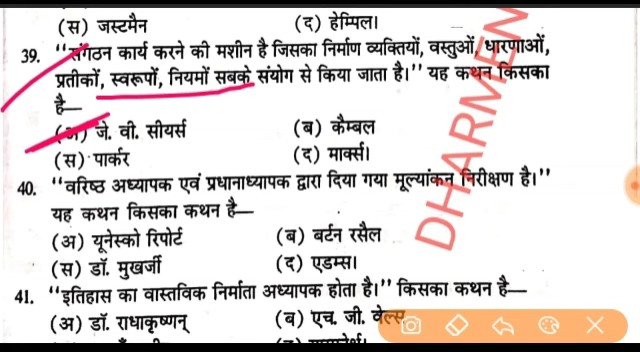 (स) जस्टमैन (द) हेम्पिल।
39. “संगठन कार्य करने की मशीन है जिसका निर्माण व्यक्तियों, वस्तुओं, धारणाओं,
प्रतीकों, स्वरूपों, नियमों सबके संयोग से किया जाता है।” यह कथन किसका
है—
(अ) जे. वी. सीयर्स (ब) कैम्बल
(स) पार्कर (द) मार्क्स।
40. “वरिष्ठ अध्यापक एवं प्रधानाध्यापक द्वारा दिया गया मूल्यांकन निरीक्षण है।”
यह कथन किसका कथन है—
(अ) यूनेस्को रिपोर्ट (ब) बर्टन रसैल
(स) डॉ. मुखर्जी (द) एडम्स।
41. “इतिहास का वास्तविक निर्माता अध्यापक होता है।” किसका कथन है—
(अ) डॉ. राधाकृष्णन् (ब) एच. जी. वेल्स
DHARMEN